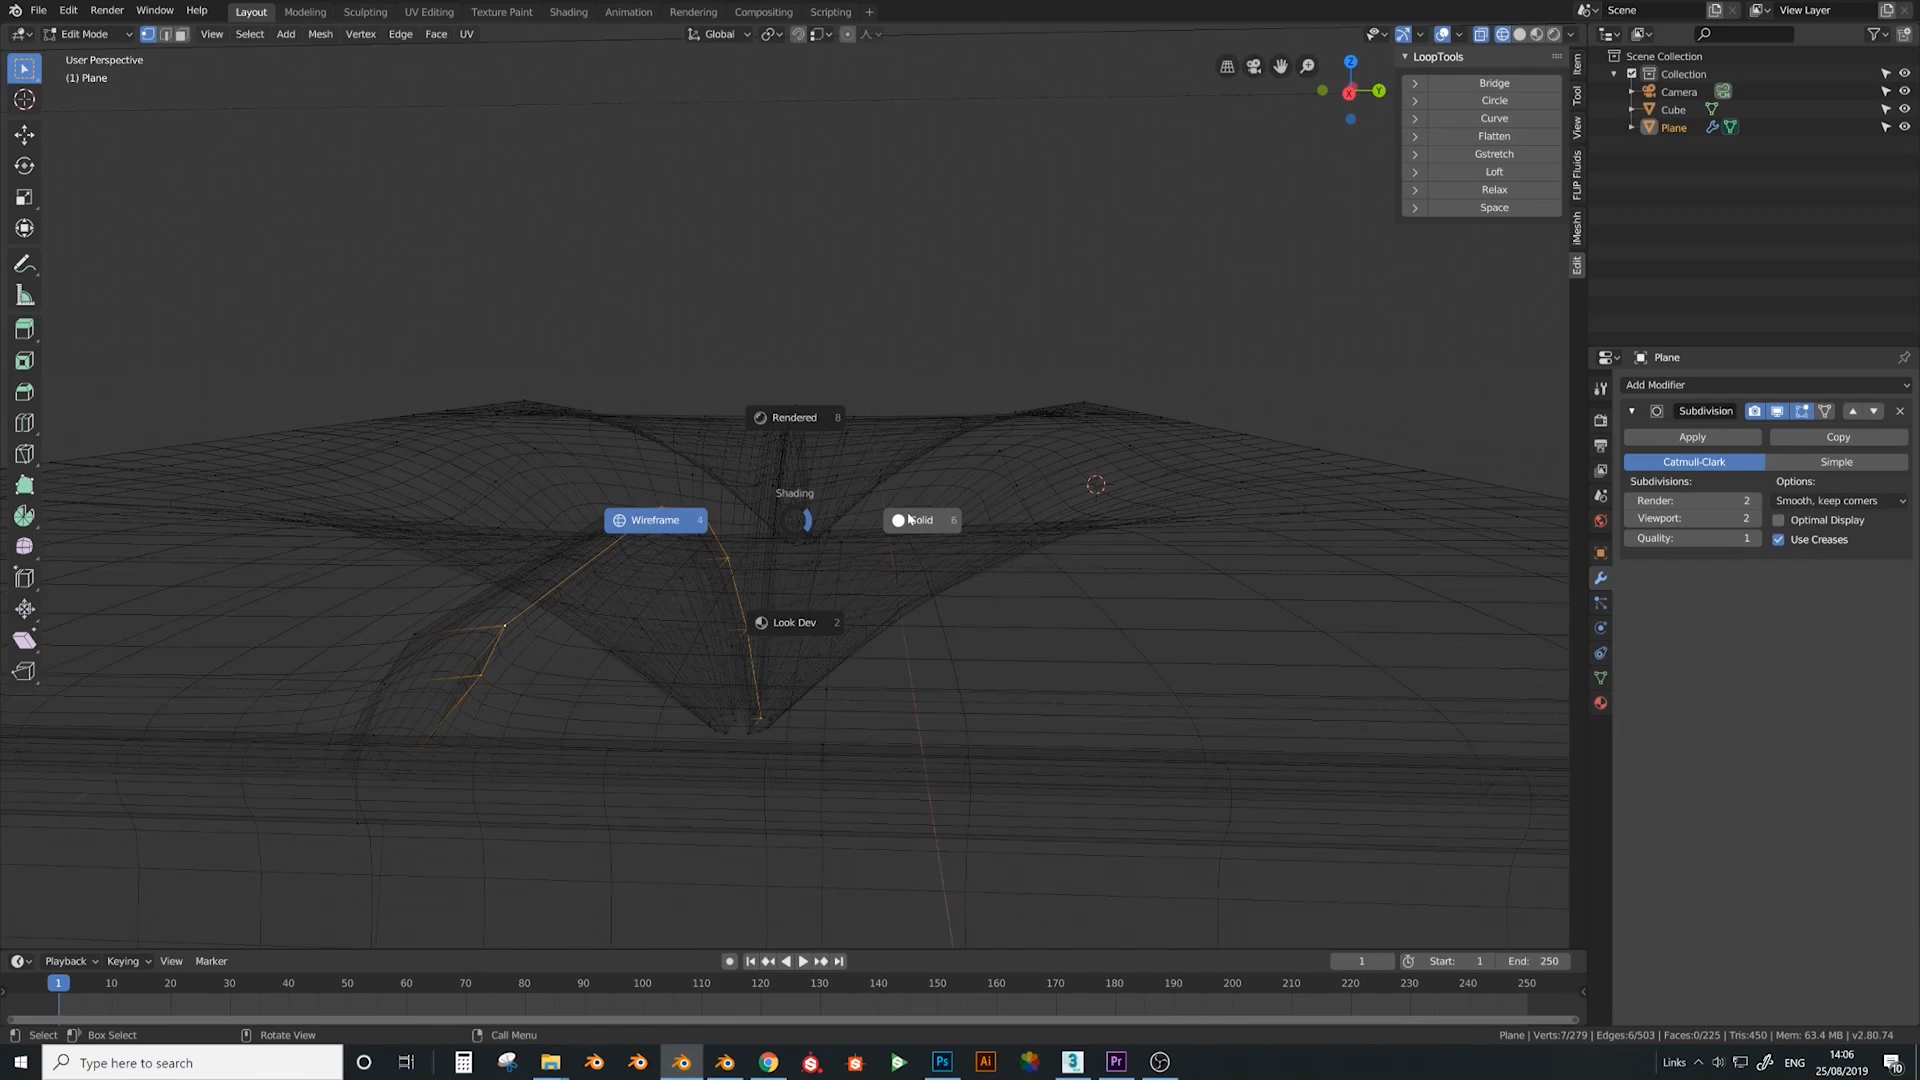 File Edit Render Window Help Layout Modeling Sculpting UV Editing Texture Paint Shading Animation Rendering Compositing Scripting + Scene View Layer
Edit Mode View Select Add Mesh Vertex Edge Face UV Global
User Perspective
(1) Plane
Z
Y
X
LoopTools
Bridge
Circle
Curve
Flatten
Gstretch
Loft
Relax
Space
Item
Tool
View
FLIP Fluids
iMeshh
Edit
Scene Collection
Collection
Camera
Cube
Plane
Rendered 8
Shading
Wireframe 4
Solid 6
Look Dev 2
Plane
Add Modifier
Subdivision
Apply Copy
Catmull-Clark Simple
Subdivisions: Options:
Render: 2 Smooth, keep corners
Viewport: 2 Optimal Display
Quality: 1 Use Creases
Playback Keying View Marker 1 Start: 1 End: 250
1 10 20 30 40 50 60 70 80 90 100 110 120 130 140 150 160 170 180 190 200 210 220 230 240 250
Select Box Select Rotate View Call Menu Plane | Verts:7/279 | Edges:6/503 | Faces:0/225 | Tris:450 | Mem: 63.4 MB | v2.80.74
Type here to search Ps Ai 3 Pr Links ENG 14:06
25/08/2019 10